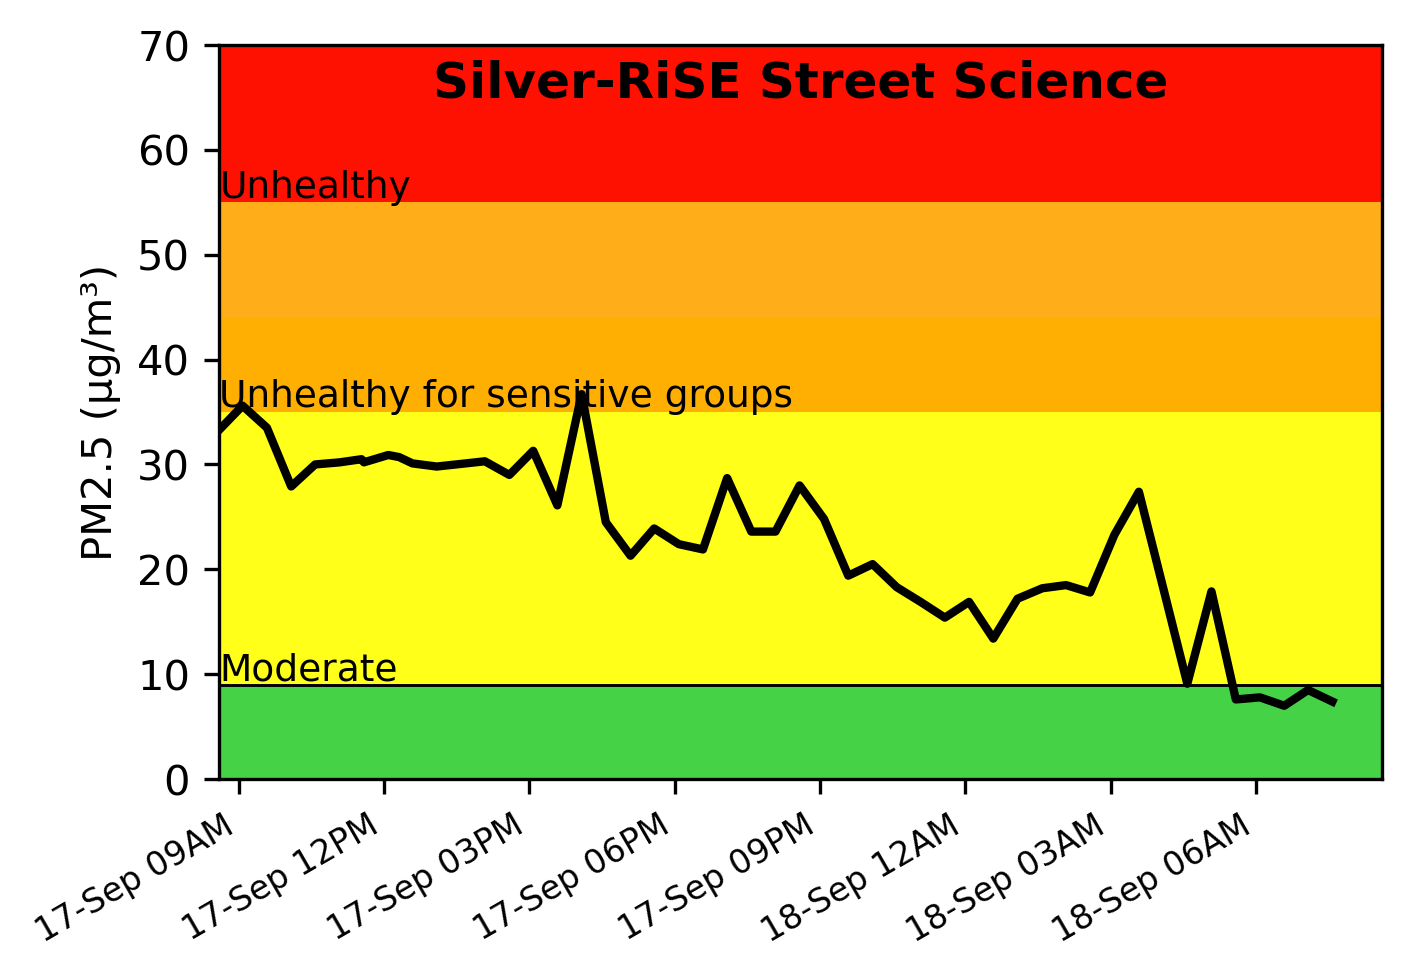 Silver-RiSE Street Science
70
60
Unhealthy
50
40
Unhealthy for sensitive groups
30
20
Moderate
10
0
PM2.5 (µg/m³)
17-Sep 09AM
17-Sep 12PM
17-Sep 03PM
17-Sep 06PM
17-Sep 09PM
18-Sep 12AM
18-Sep 03AM
18-Sep 06AM